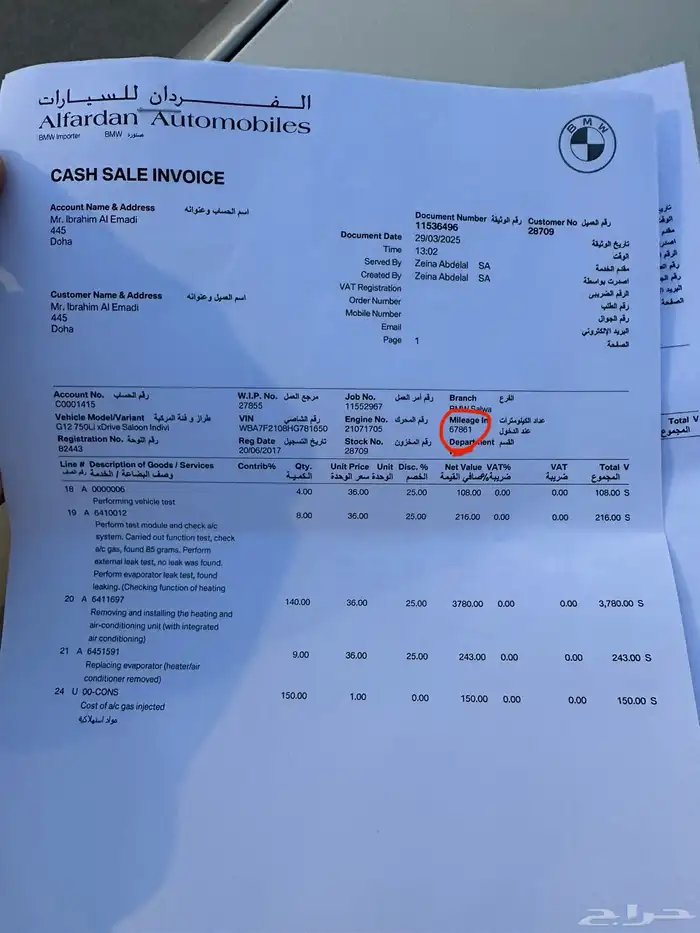 الـفـــردان للـسيـارات
Alfardan Automobiles
BMW Importer BMW صندوره
BMW
CASH SALE INVOICE
Account Name & Address اسم الحساب وعنوانه
Mr. Ibrahim Al Emadi
445
Doha
Document Number رقم الوثيقة Customer No رقم العميل
11536496 28709
Document Date 29/03/2025 تاريخ الوثيقة
Time 13:02 الوقت
Served By Zeina Abdelal SA مقدم الخدمة
Created By Zeina Abdelal SA اصدرت بواسطة
VAT Registration الرقم الضريبي
Order Number رقم الطلب
Mobile Number رقم الجوال
Email البريد الإلكتروني
Page 1 الصفحة
Customer Name & Address اسم العميل وعنوانه
Mr. Ibrahim Al Emadi
445
Doha
Account No. رقم الحساب W.I.P. No. مرجع العمل Job No. رقم أمر العمل Branch الفرع
C0001415 27855 11552967 BMW Salwa
Vehicle Model/Variant طراز و فئة المركبة VIN رقم الشاصي Engine No. رقم المحرك Mileage In عداد الكيلومترات
G12 750Li xDrive Saloon Indivi WBA7F2108HG781650 21071705 67861 عند الدخول
Registration No. رقم اللوحة Reg Date تاريخ التسجيل Stock No. رقم المخزون Department القسم
82443 20/06/2017 28709
Line # Description of Goods / Services Contrib% Qty. Unit Price Unit Disc. % Net Value VAT% VAT Total V
رقم الصف وصف البضاعة / الخدمة الكمية سعر الوحدة الوحدة الخصم صافي القيمة ضريبة% ضريبة المجموع
18 A 0000006 4.00 36.00 25.00 108.00 0.00 0.00 108.00 S
Performing vehicle test
19 A 6410012 8.00 36.00 25.00 216.00 0.00 0.00 216.00 S
Perform test module and check a/c
system. Carried out function test, check
a/c gas, found 85 grams. Perform
external leak test, no leak was found.
Perform evaporator leak test, found
leaking. (Checking function of heating
20 A 6411697 140.00 36.00 25.00 3780.00 0.00 0.00 3,780.00 S
Removing and installing the heating and
air-conditioning unit (with integrated
air conditioning)
21 A 6451591 9.00 36.00 25.00 243.00 0.00 0.00 243.00 S
Replacing evaporator (heater/air
conditioner removed)
24 U 00-CONS 150.00 1.00 0.00 150.00 0.00 0.00 150.00 S
Cost of a/c gas injected
مواد استهلاكية
Total V
المجموع
حراج